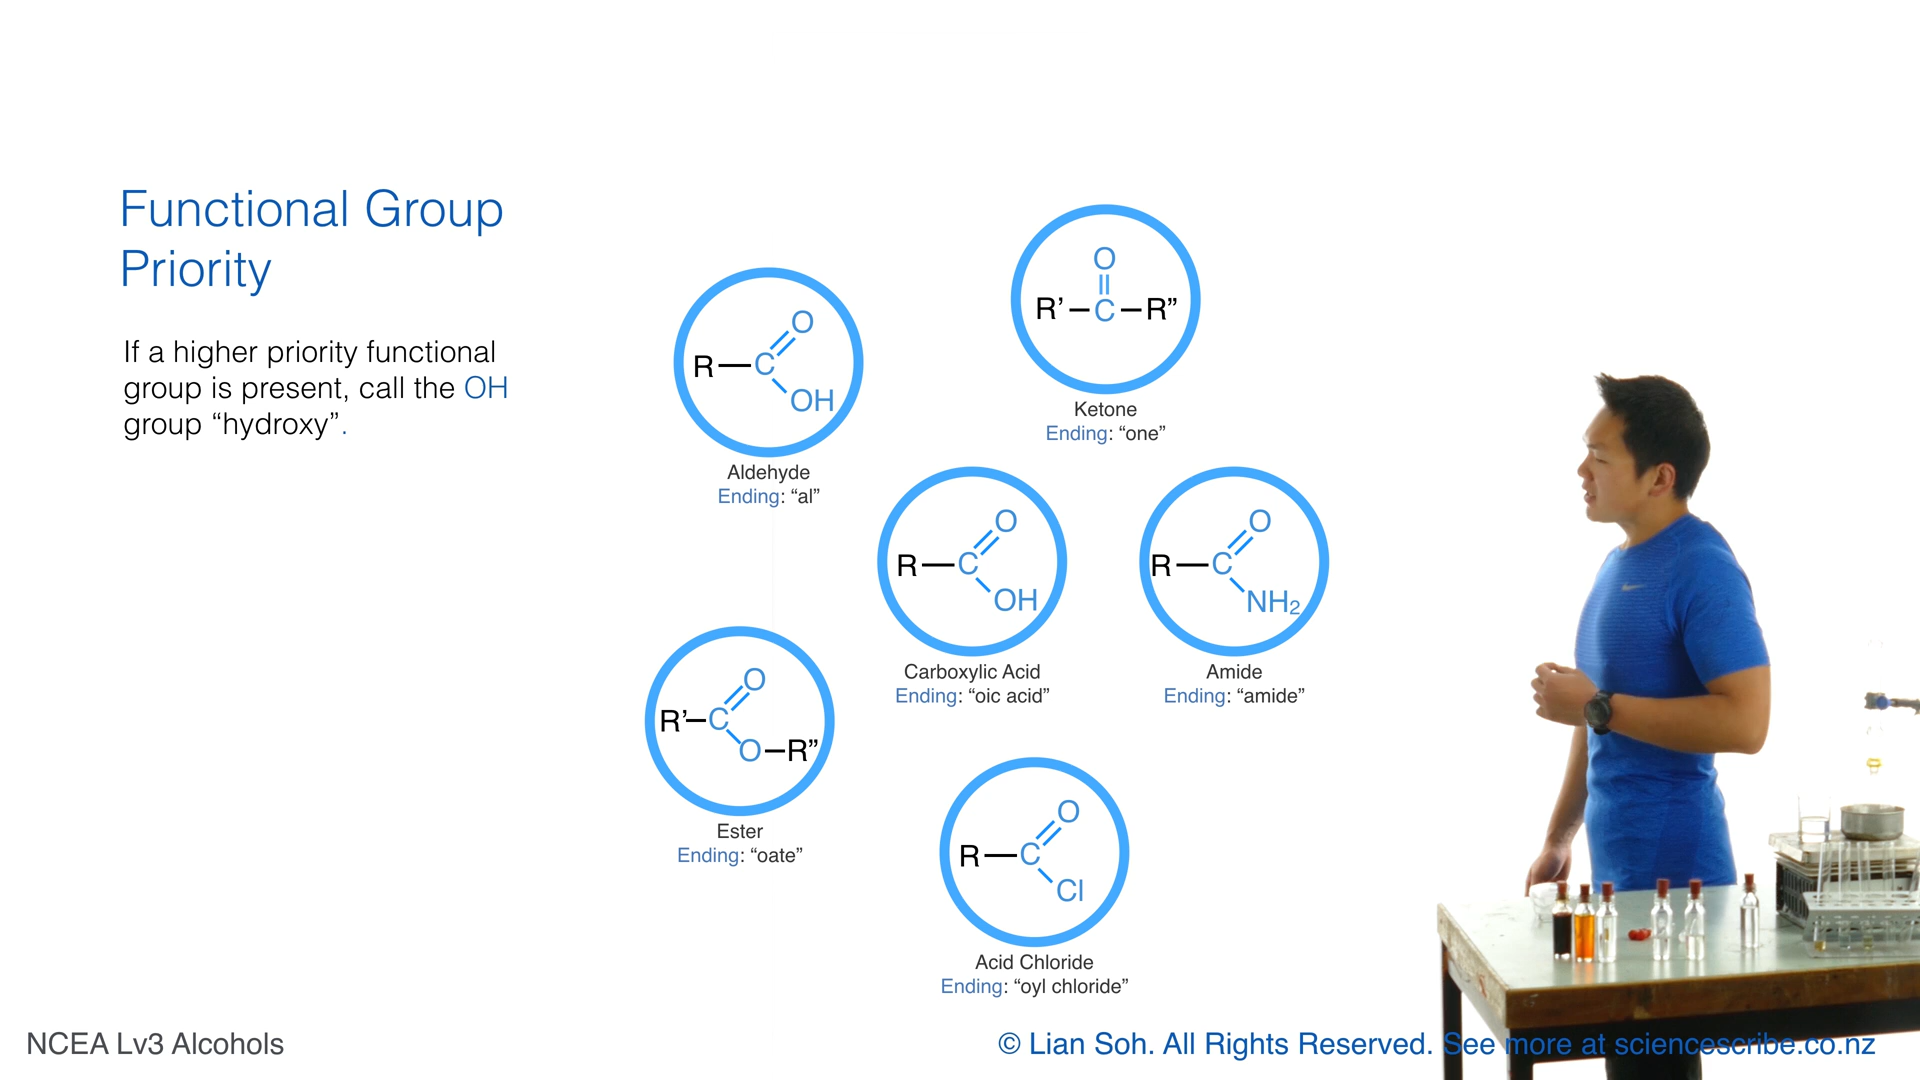 Functional Group
Priority
If a higher priority functional
group is present, call the OH
group “hydroxy”.
O
R—C
OH
Aldehyde
Ending: “al”
O
R’—C—R”
Ketone
Ending: “one”
O
R—C
OH
Carboxylic Acid
Ending: “oic acid”
O
R—C
NH₂
Amide
Ending: “amide”
O
R’—C
O—R”
Ester
Ending: “oate”
O
R—C
Cl
Acid Chloride
Ending: “oyl chloride”
NCEA Lv3 Alcohols
© Lian Soh. All Rights Reserved. See more at sciencescribe.co.nz